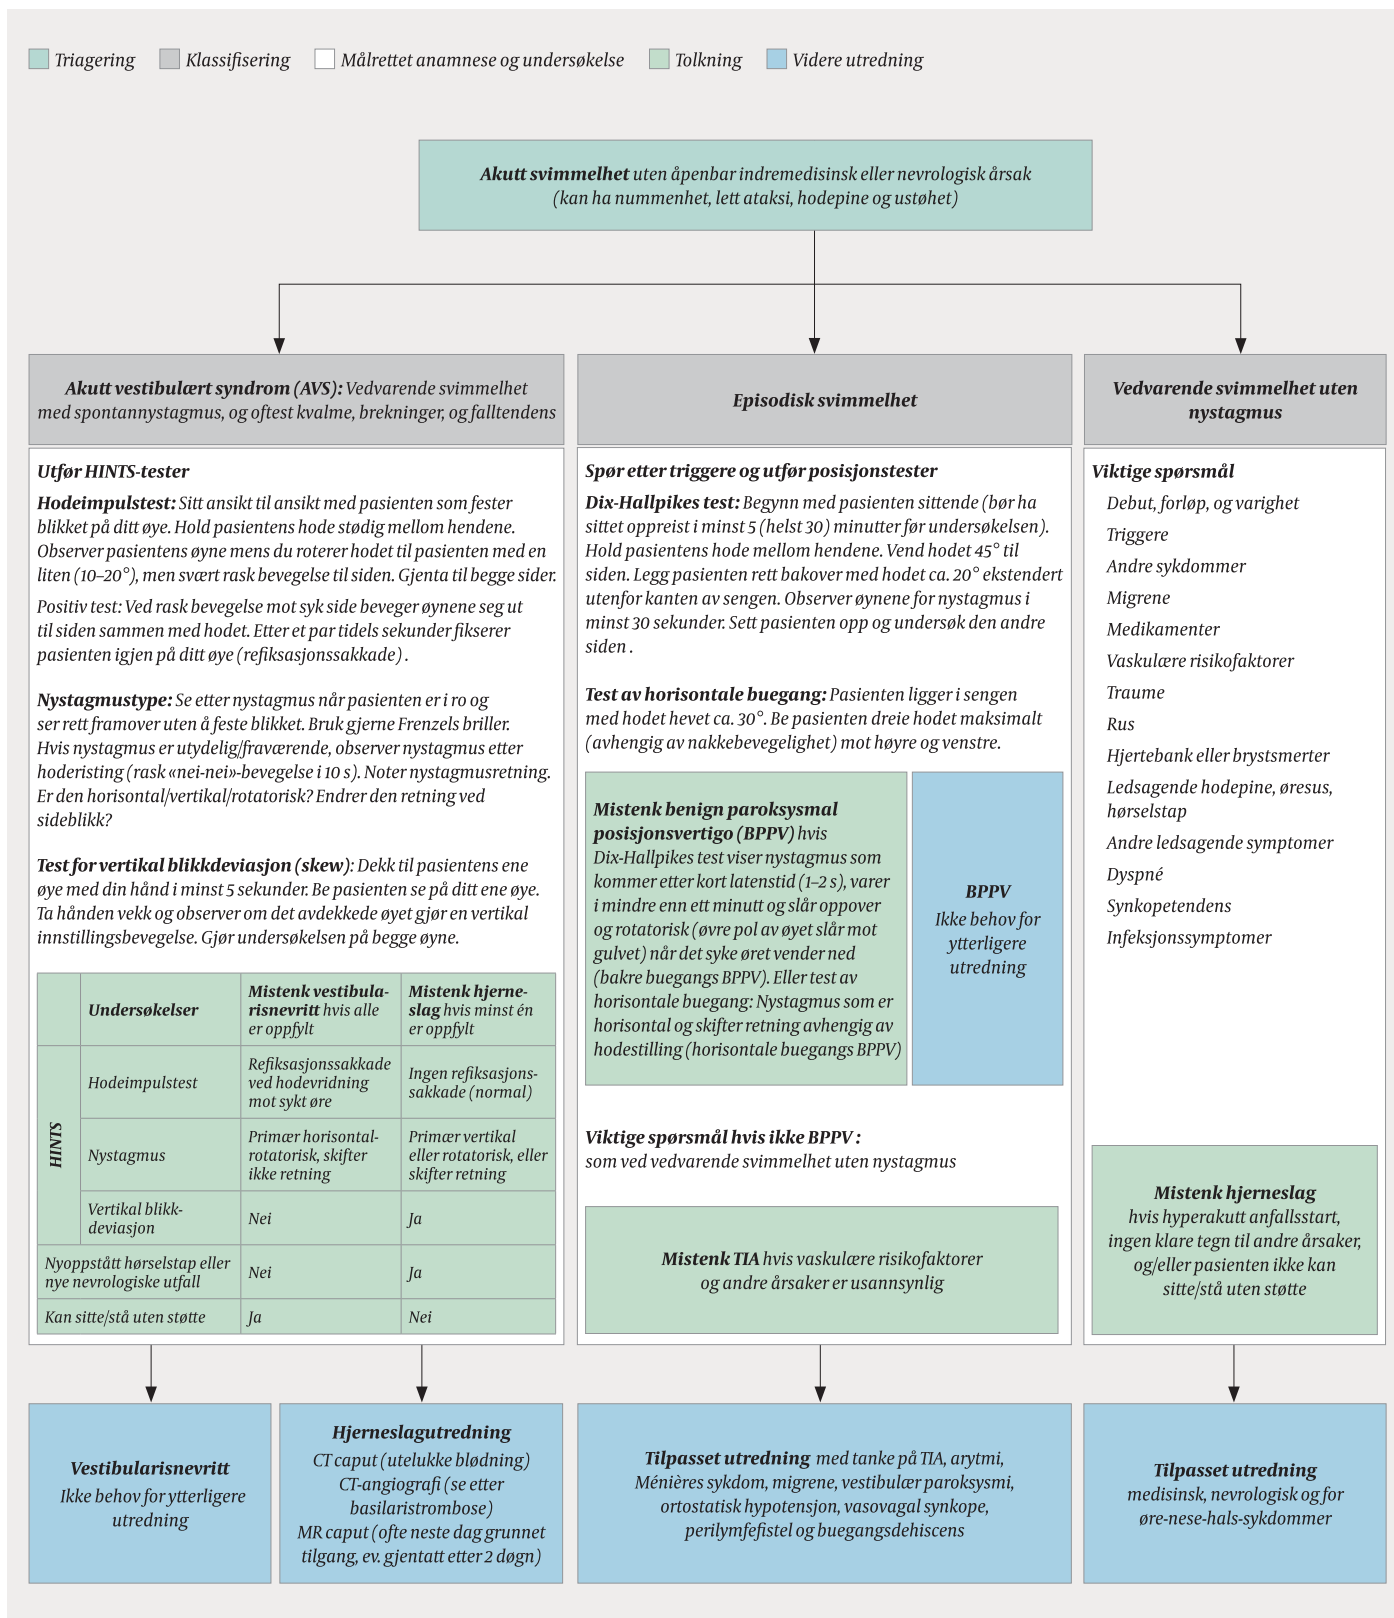 Triagering
Klassifisering
Målrettet anamnese og undersøkelse
Tolkning
Videre utredning
Akutt svimmelhet uten åpenbar indremedisinsk eller nevrologisk årsak
(kan ha nummenhet, lett ataksi, hodepine og ustøhet)
Akutt vestibulært syndrom (AVS): Vedvarende svimmelhet
med spontannystagmus, og oftest kvalme, brekninger, og falltendens
Utfør HINTS-tester
Hodeimpulstest: Sitt ansikt til ansikt med pasienten som fester
blikket på ditt øye. Hold pasientens hode stødig mellom hendene.
Observer pasientens øyne mens du roterer hodet til pasienten med en
liten (10–20°), men svært rask bevegelse til siden. Gjenta til begge sider.
Positiv test: Ved rask bevegelse mot syk side beveger øynene seg ut
til siden sammen med hodet. Etter et par tidels sekunder fikserer
pasienten igjen på ditt øye (refiksasjonssakkade) .
Nystagmustype: Se etter nystagmus når pasienten er i ro og
ser rett framover uten å feste blikket. Bruk gjerne Frenzels briller.
Hvis nystagmus er utydelig/fraværende, observer nystagmus etter
hoderisting (rask «nei-nei»-bevegelse i 10 s). Noter nystagmusretning.
Er den horisontal/vertikal/rotatorisk? Endrer den retning ved
sideblikk?
Test for vertikal blikkdeviasjon (skew): Dekk til pasientens ene
øye med din hånd i minst 5 sekunder. Be pasienten se på ditt ene øye.
Ta hånden vekk og observer om det avdekkede øyet gjør en vertikal
innstillingsbevegelse. Gjør undersøkelsen på begge øyne.
Undersøkelser
Mistenk vestibula-
risnevritt hvis alle
er oppfylt
Mistenk hjerne-
slag hvis minst én
er oppfylt
HINTS
Hodeimpulstest
Refiksasjonssakkade
ved hodevridning
mot sykt øre
Ingen refiksasjons-
sakkade (normal)
Nystagmus
Primær horisontal-
rotatorisk, skifter
ikke retning
Primær vertikal
eller rotatorisk, eller
skifter retning
Vertikal blikk-
deviasjon
Nei
Ja
Nyoppstått hørselstap eller
nye nevrologiske utfall
Nei
Ja
Kan sitte/stå uten støtte
Ja
Nei
Vestibularisnevritt
Ikke behov for ytterligere
utredning
Hjerneslagutredning
CT caput (utelukke blødning)
CT-angiografi (se etter
basilaristrombose)
MR caput (ofte neste dag grunnet
tilgang, ev. gjentatt etter 2 døgn)
Episodisk svimmelhet
Spør etter triggere og utfør posisjonstester
Dix-Hallpikes test: Begynn med pasienten sittende (bør ha
sittet oppreist i minst 5 (helst 30) minutter før undersøkelsen).
Hold pasientens hode mellom hendene. Vend hodet 45° til
siden. Legg pasienten rett bakover med hodet ca. 20° ekstendert
utenfor kanten av sengen. Observer øynene for nystagmus i
minst 30 sekunder. Sett pasienten opp og undersøk den andre
siden .
Test av horisontale buegang: Pasienten ligger i sengen
med hodet hevet ca. 30°. Be pasienten dreie hodet maksimalt
(avhengig av nakkebevegelighet) mot høyre og venstre.
Mistenk benign paroksysmal
posisjonsvertigo (BPPV) hvis
Dix-Hallpikes test viser nystagmus som
kommer etter kort latenstid (1–2 s), varer
i mindre enn ett minutt og slår oppover
og rotatorisk (øvre pol av øyet slår mot
gulvet) når det syke øret vender ned
(bakre buegangs BPPV). Eller test av
horisontale buegang: Nystagmus som er
horisontal og skifter retning avhengig av
hodestilling (horisontale buegangs BPPV)
BPPV
Ikke behov for
ytterligere
utredning
Viktige spørsmål hvis ikke BPPV :
som ved vedvarende svimmelhet uten nystagmus
Mistenk TIA hvis vaskulære risikofaktorer
og andre årsaker er usannsynlig
Tilpasset utredning med tanke på TIA, arytmi,
Ménières sykdom, migrene, vestibulær paroksysmi,
ortostatisk hypotensjon, vasovagal synkope,
perilymfefistel og buegangsdehiscens
Vedvarende svimmelhet uten
nystagmus
Viktige spørsmål
Debut, forløp, og varighet
Triggere
Andre sykdommer
Migrene
Medikamenter
Vaskulære risikofaktorer
Traume
Rus
Hjertebank eller brystsmerter
Ledsagende hodepine, øresus,
hørselstap
Andre ledsagende symptomer
Dyspné
Synkopetendens
Infeksjonssymptomer
Mistenk hjerneslag
hvis hyperakutt anfallsstart,
ingen klare tegn til andre årsaker,
og/eller pasienten ikke kan
sitte/stå uten støtte
Tilpasset utredning
medisinsk, nevrologisk og for
øre-nese-hals-sykdommer